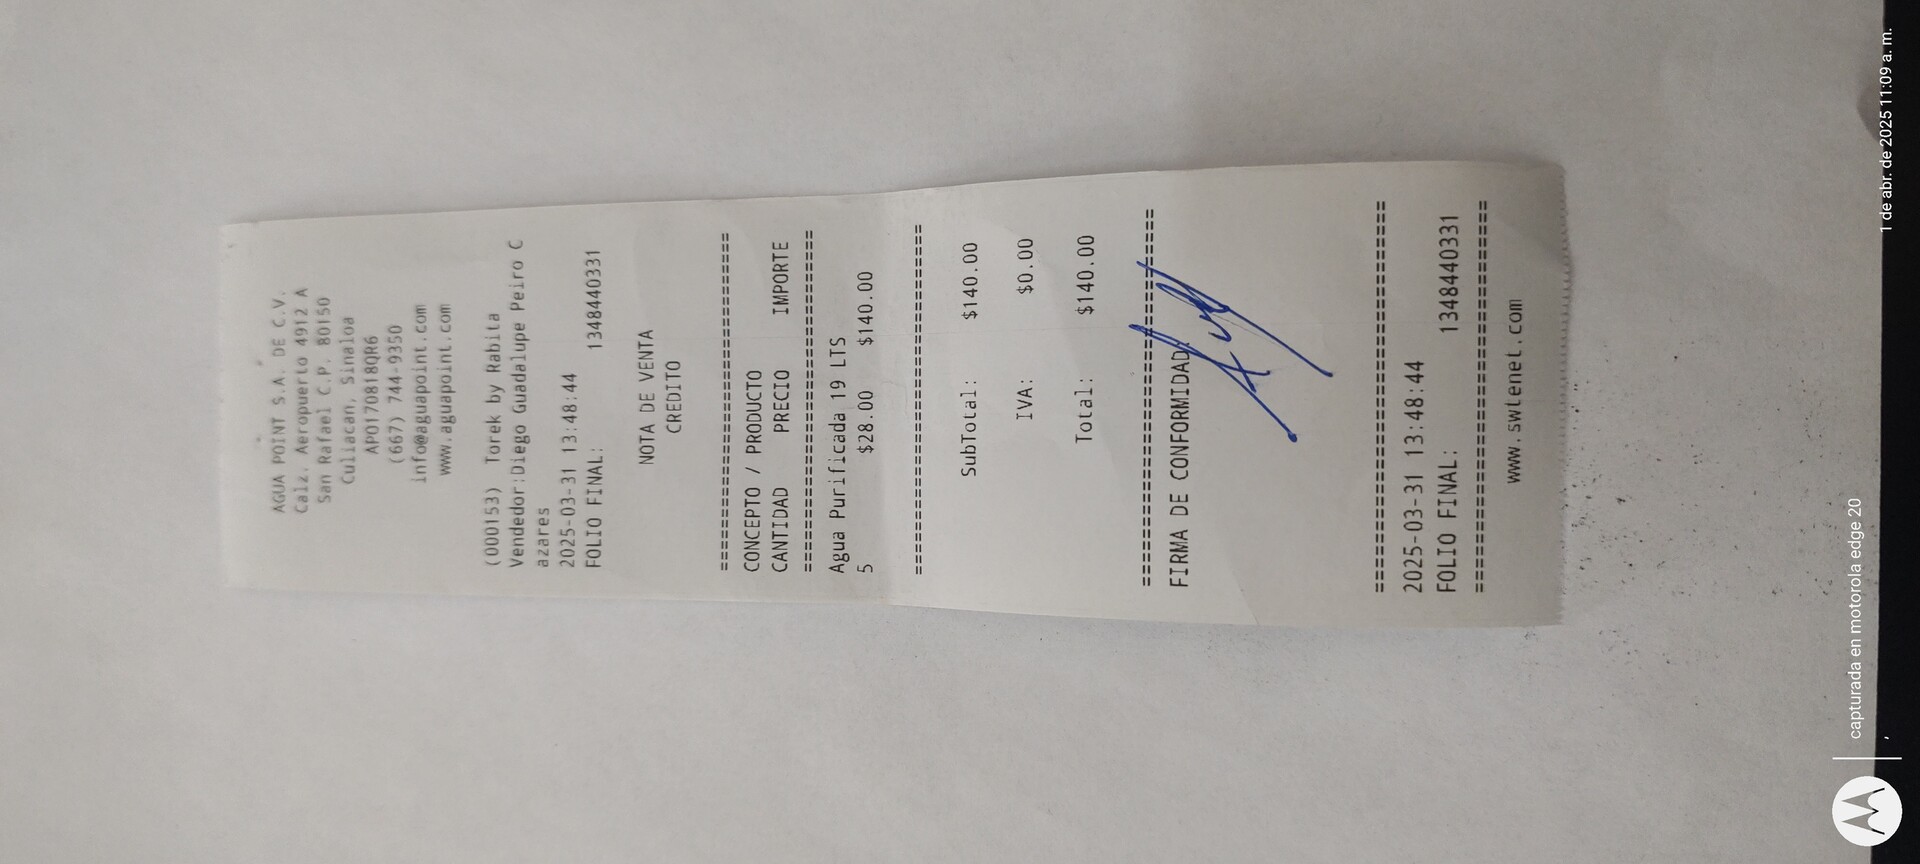 AGUA POINT S.A. DE C.V.
Calz. Aeropuerto 4912 A
San Rafael C.P. 80150
Culiacan, Sinaloa
APO170818QR6
(667) 744-9350
info@aguapoint.com
www.aguapoint.com
(000153) Torek by Rabita
Vendedor:Diego Guadalupe Peiro C
azares
2025-03-31 13:48:44
FOLIO FINAL: 1348440331
NOTA DE VENTA
CREDITO
================================
CONCEPTO / PRODUCTO
CANTIDAD PRECIO IMPORTE
================================
Agua Purificada 19 LTS
5 $28.00 $140.00
================================
SubTotal: $140.00
IVA: $0.00
Total: $140.00
================================
FIRMA DE CONFORMIDAD:
================================
2025-03-31 13:48:44
FOLIO FINAL: 1348440331
================================
www.swtenet.com
capturada en motorola edge 20
1 de abr. de 2025 11:09 a. m.